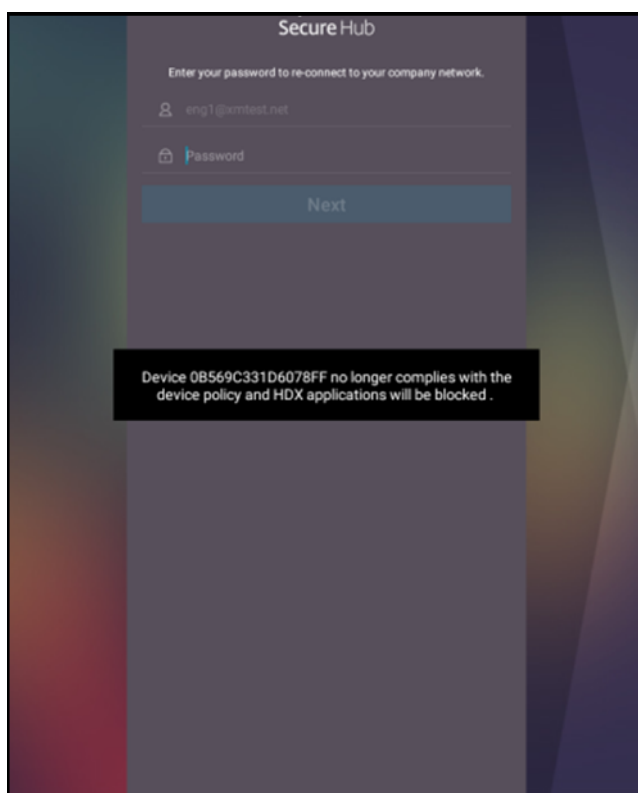 Secure Hub
Enter your password to re-connect to your company network.
eng1@xmtest.net
Password
Next
Device 0B569C331D6078FF no longer complies with the
device policy and HDX applications will be blocked .